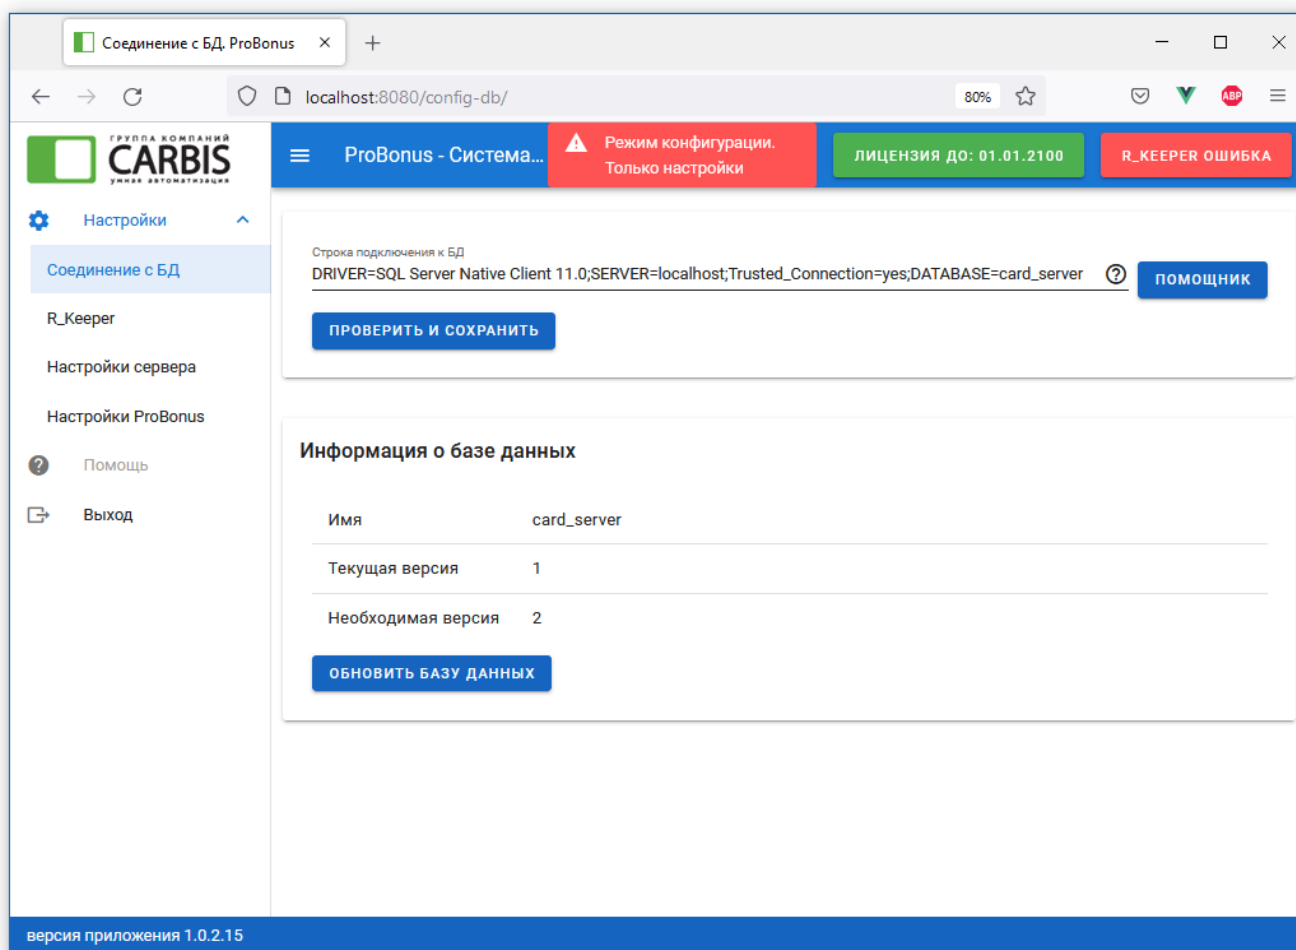 Соединение с БД. ProBonus
localhost:8080/config-db/
80%
ABP
ГРУППА КОМПАНИЙ
CARBIS
умная автоматизация
ProBonus - Система...
Режим конфигурации.
Только настройки
ЛИЦЕНЗИЯ ДО: 01.01.2100
R_KEEPER ОШИБКА
Настройки
Соединение с БД
R_Keeper
Настройки сервера
Настройки ProBonus
Помощь
Выход
Строка подключения к БД
DRIVER=SQL Server Native Client 11.0;SERVER=localhost;Trusted_Connection=yes;DATABASE=card_server
ПОМОЩНИК
ПРОВЕРИТЬ И СОХРАНИТЬ
Информация о базе данных
Имя card_server
Текущая версия 1
Необходимая версия 2
ОБНОВИТЬ БАЗУ ДАННЫХ
версия приложения 1.0.2.15